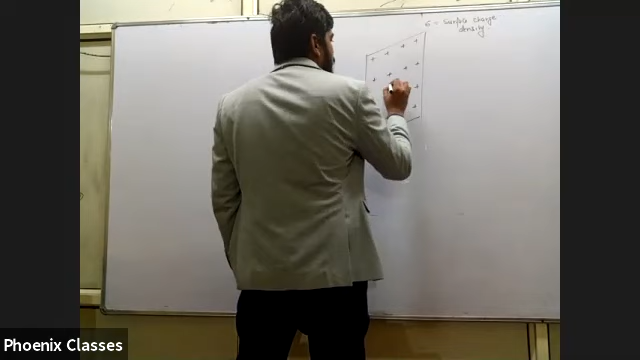 σ = Surface charge
density
+ + + +
+ + + +
+
+
Phoenix Classes